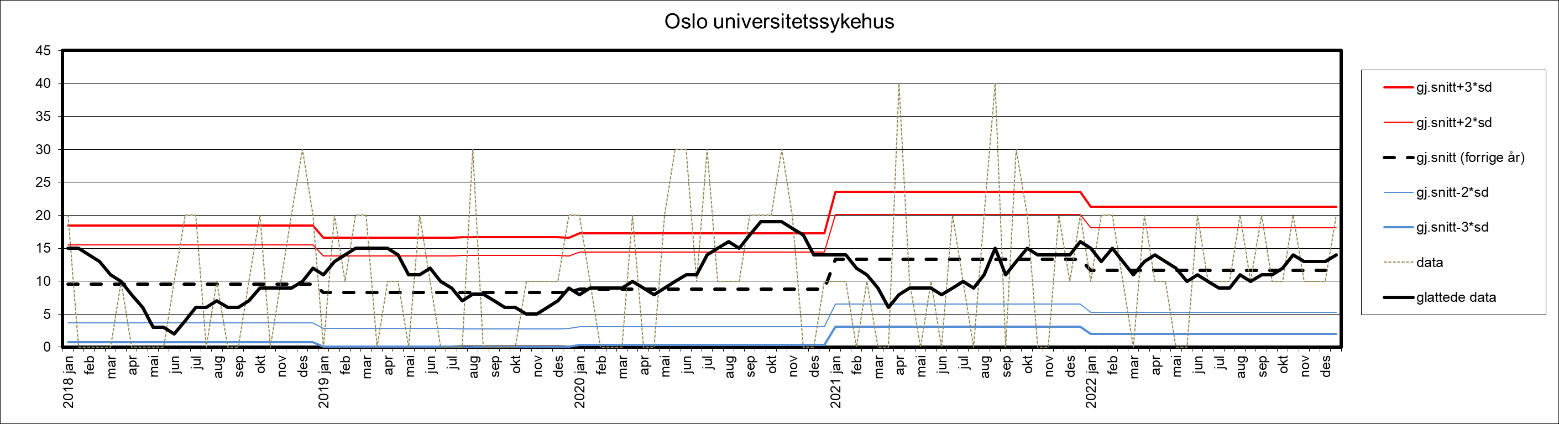 Oslo universitetssykehus
45
40
35
30
25
20
15
10
5
0
2018 jan
feb
mar
apr
mai
jun
jul
aug
sep
okt
nov
des
2019 jan
feb
mar
apr
mai
jun
jul
aug
sep
okt
nov
des
2020 jan
feb
mar
apr
mai
jun
jul
aug
sep
okt
nov
des
2021 jan
feb
mar
apr
mai
jun
jul
aug
sep
okt
nov
des
2022 jan
feb
mar
apr
mai
jun
jul
aug
sep
okt
nov
des
gj.snitt+3*sd
gj.snitt+2*sd
gj.snitt (forrige år)
gj.snitt-2*sd
gj.snitt-3*sd
data
glattede data